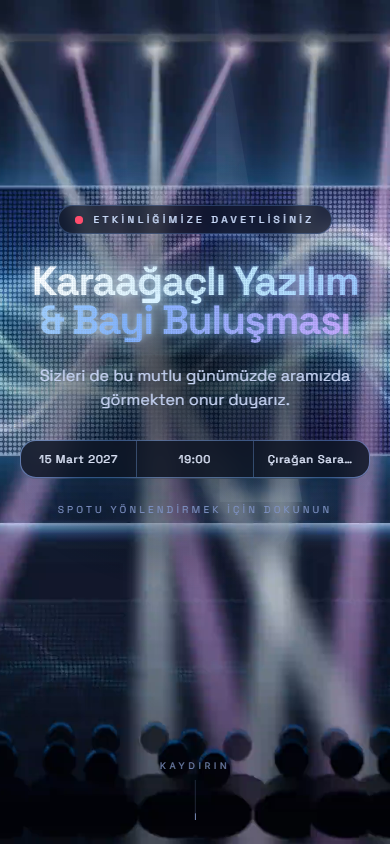 ETKİNLİĞİMİZE DAVETLİSİNİZ
Karaağaçlı Yazılım
& Bayi Buluşması
Sizleri de bu mutlu günümüzde aramızda
görmekten onur duyarız.
15 Mart 2027 19:00 Çırağan Sara...
SPOTU YÖNLENDİRMEK İÇİN DOKUNUN
KAYDIRIN